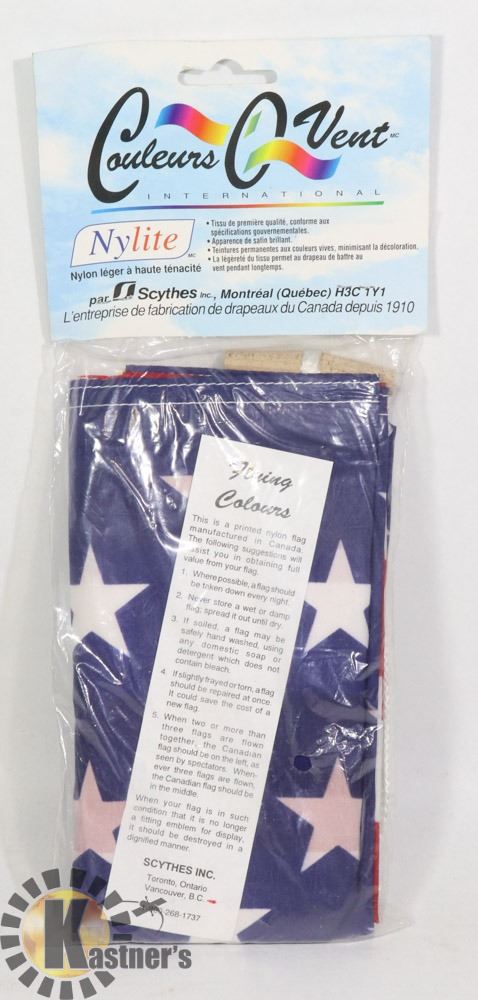 Couleurs O Vent MC
INTERNATIONAL
Nylite MC
Nylon léger à haute ténacité
• Tissu de première qualité, conforme aux
spécifications gouvernementales.
• Apparence de satin brillant.
• Teintures permanentes aux couleurs vives, minimisant la décoloration.
• La légèreté du tissu permet au drapeau de battre au
vent pendant longtemps.
par Scythes Inc., Montréal (Québec) H3C 1Y1
L'entreprise de fabrication de drapeaux du Canada depuis 1910
Flying
Colours
This is a printed nylon flag
manufactured in Canada.
The following suggestions will
assist you in obtaining full
value from your flag.
1. Where possible, a flag should
be taken down every night.
2. Never store a wet or damp
flag; spread it out until dry.
3. If soiled, a flag may be
safely hand washed, using
any domestic soap or
detergent which does not
contain bleach.
4. If slightly frayed or torn, a flag
should be repaired at once.
It could save the cost of a
new flag.
5. When two or more than
three flags are flown
together, the Canadian
flag should be on the left, as
seen by spectators. When-
ever three flags are flown,
the Canadian flag should be
in the middle.
When your flag is in such
condition that it is no longer
a fitting emblem for display,
it should be destroyed in a
dignified manner.
SCYTHES INC.
Toronto, Ontario
Vancouver, B.C.
268-1737
Kastner's